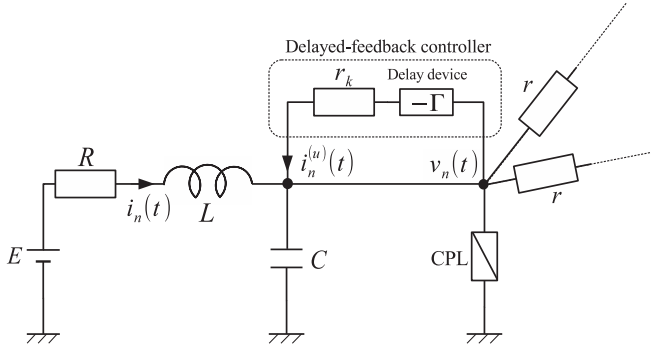 Delayed-feedback controller
r_k
Delay device
−Γ
r
R
i_n^{(u)}(t)
v_n(t)
i_n(t)
L
r
E
C
CPL